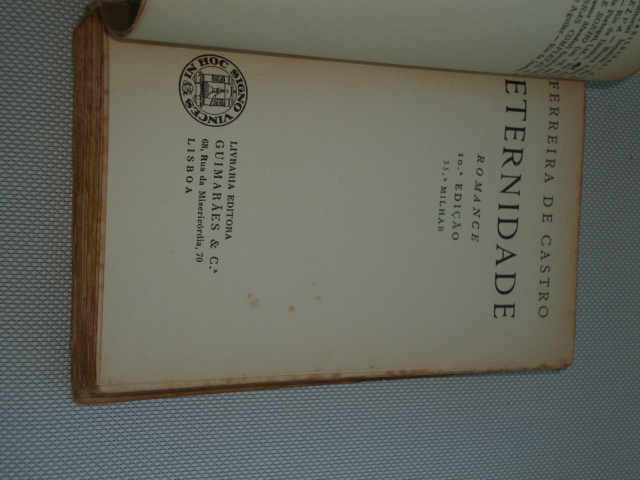 FERREIRA DE CASTRO
ETERNIDADE
ROMANCE
10.ª EDIÇÃO
35.º MILHAR
IN HOC SIGNO VINCES
LIVRARIA EDITORA
GUIMARÃES & C.ª
68, Rua da Misericórdia, 70
LISBOA